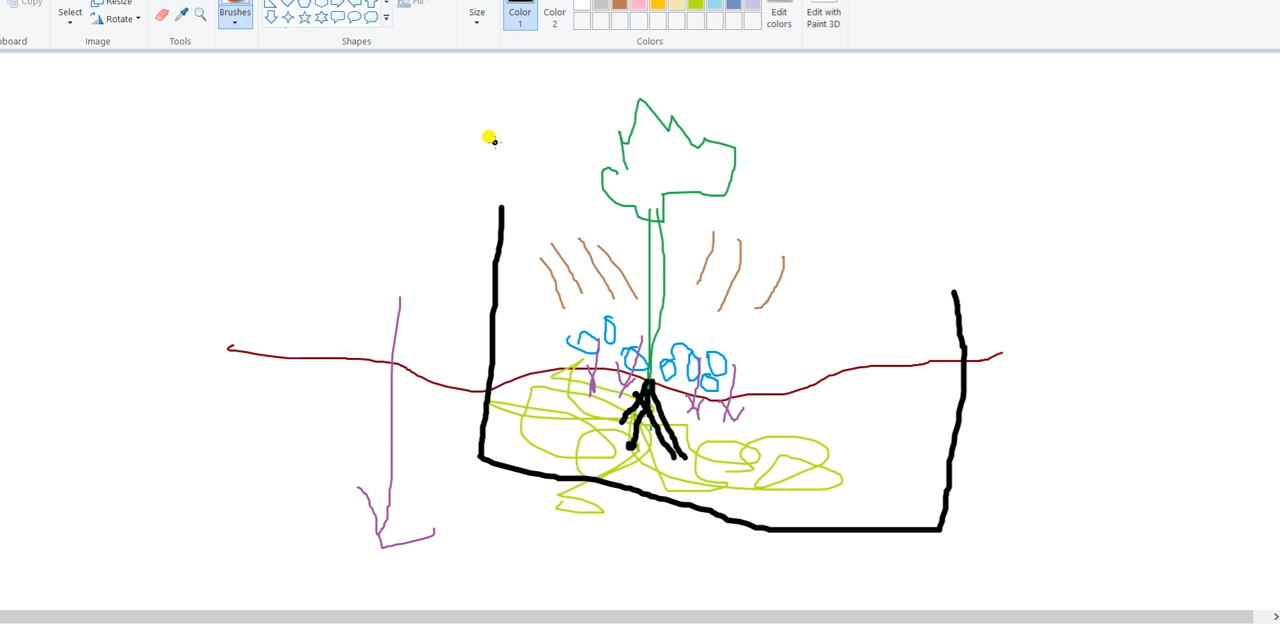 Copy
Resize
Select
Rotate
Brushes
Fill
Size
Color
1
Color
2
Edit
colors
Edit with
Paint 3D
board
Image
Tools
Shapes
Colors